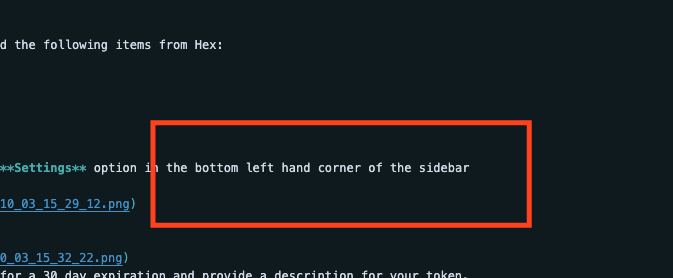 d the following items from Hex:
**Settings** option in the bottom left hand corner of the sidebar
10_03_15_29_12.png)
0_03_15_32_22.png)
for a 30 day expiration and provide a description for your token.